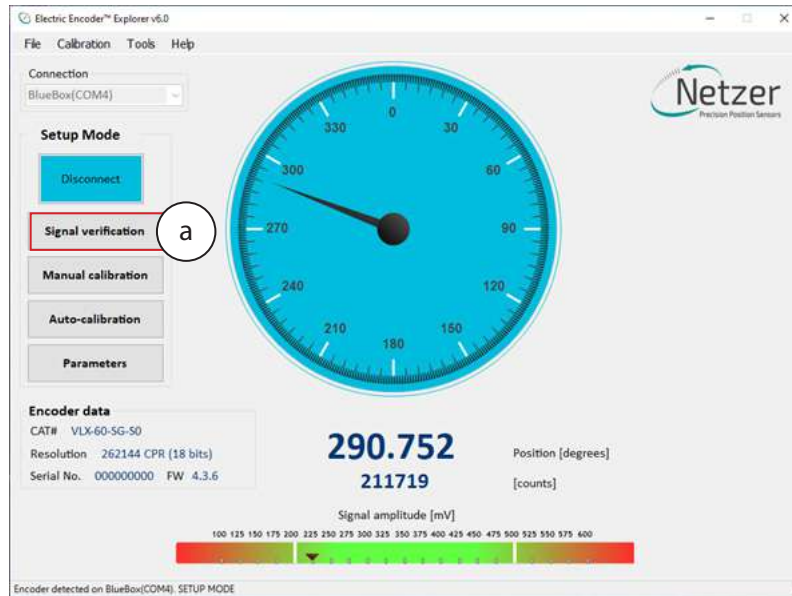 Electric Encoder™ Explorer v6.0
File Calibration Tools Help
Connection
BlueBox(COM4)
Setup Mode
Disconnect
Signal verification
a
Manual calibration
Auto-calibration
Parameters
Encoder data
CAT# VLX-60-SG-S0
Resolution 262144 CPR (18 bits)
Serial No. 000000000 FW 4.3.6
0
30
60
90
120
150
180
210
240
270
300
330
Netzer
Precision Position Sensors
290.752 Position [degrees]
211719 [counts]
Signal amplitude [mV]
100 125 150 175 200 225 250 275 300 325 350 375 400 425 450 475 500 525 550 575 600
Encoder detected on BlueBox(COM4). SETUP MODE